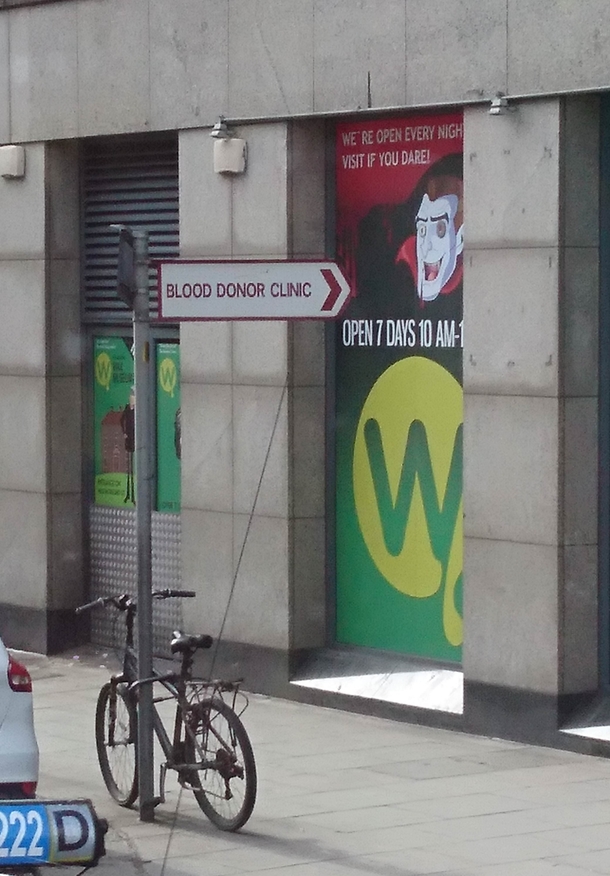 WE'RE OPEN EVERY NIGH
VISIT IF YOU DARE!
BLOOD DONOR CLINIC
OPEN 7 DAYS 10 AM-1
W
W
W
222 D